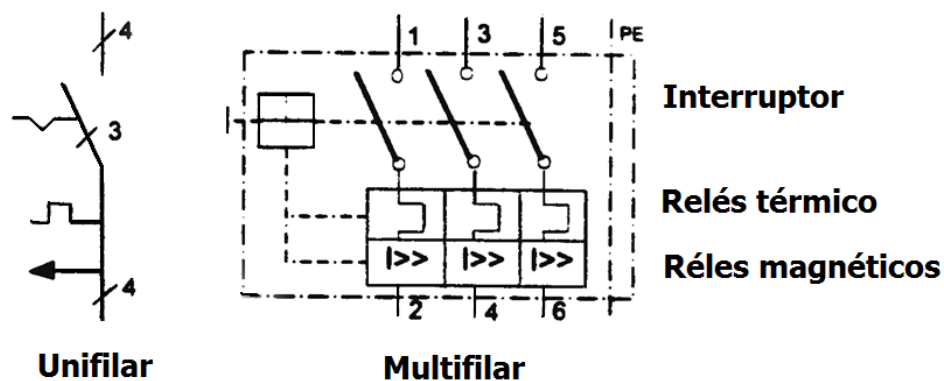 4
3
4
1 3 5 PE
I>> I>> I>>
2 4 6
Interruptor
Relés térmico
Réles magnéticos
Unifilar
Multifilar